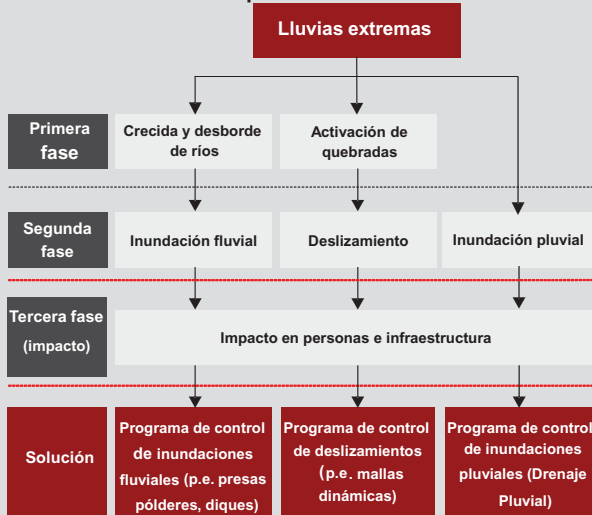 Lluvias extremas
Primera
fase
Crecida y desborde
de ríos
Activación de
quebradas
Segunda
fase
Inundación fluvial
Deslizamiento
Inundación pluvial
Tercera fase
(impacto)
Impacto en personas e infraestructura
Solución
Programa de control
de inundaciones
fluviales (p.e. presas
pólderes, diques)
Programa de control
de deslizamientos
(p.e. mallas
dinámicas)
Programa de control
de inundaciones
pluviales (Drenaje
Pluvial)